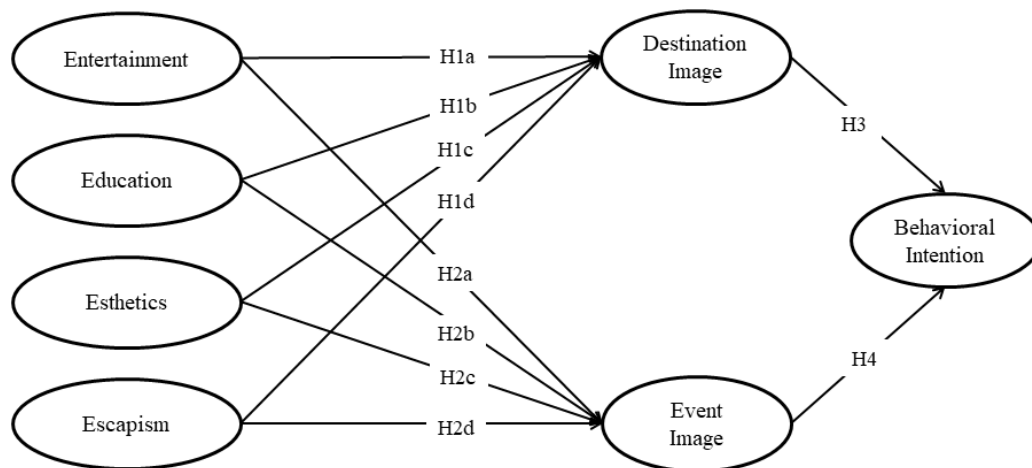 Entertainment
Education
Esthetics
Escapism
H1a
H1b
H1c
H1d
H2a
H2b
H2c
H2d
Destination
Image
Event
Image
H3
H4
Behavioral
Intention